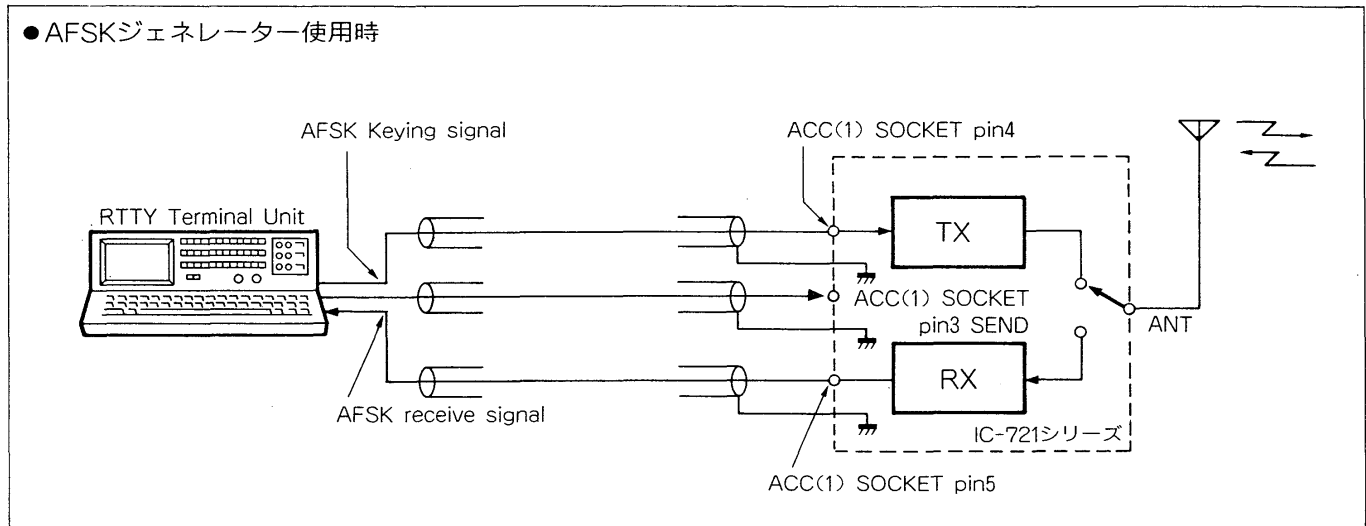 ●AFSKジェネレーター使用時
AFSK Keying signal
ACC(1) SOCKET pin4
RTTY Terminal Unit
TX
ACC(1) SOCKET
pin3 SEND
ANT
RX
AFSK receive signal
IC-721シリーズ
ACC(1) SOCKET pin5